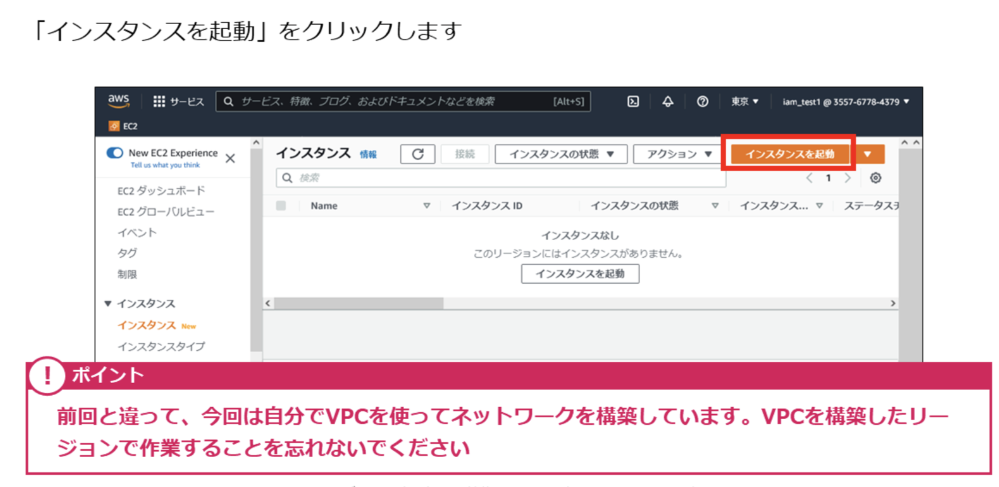 「インスタンスを起動」をクリックします
aws サービス サービス、特徴、ブログ、およびドキュメントなどを検索 [Alt+S] 東京 ▼ iam_test1 @ 3557-6778-4379 ▼
EC2
New EC2 Experience
Tell us what you think
インスタンス 情報 接続 インスタンスの状態 ▼ アクション ▼ インスタンスを起動 ▼
検索 < 1 >
Name インスタンス ID インスタンスの状態 インスタンス... ステータスチ
インスタンスなし
このリージョンにはインスタンスがありません。
インスタンスを起動
EC2 ダッシュボード
EC2 グローバルビュー
イベント
タグ
制限
▼ インスタンス
インスタンス New
インスタンスタイプ
! ポイント
前回と違って、今回は自分でVPCを使ってネットワークを構築しています。VPCを構築したリー
ジョンで作業することを忘れないでください